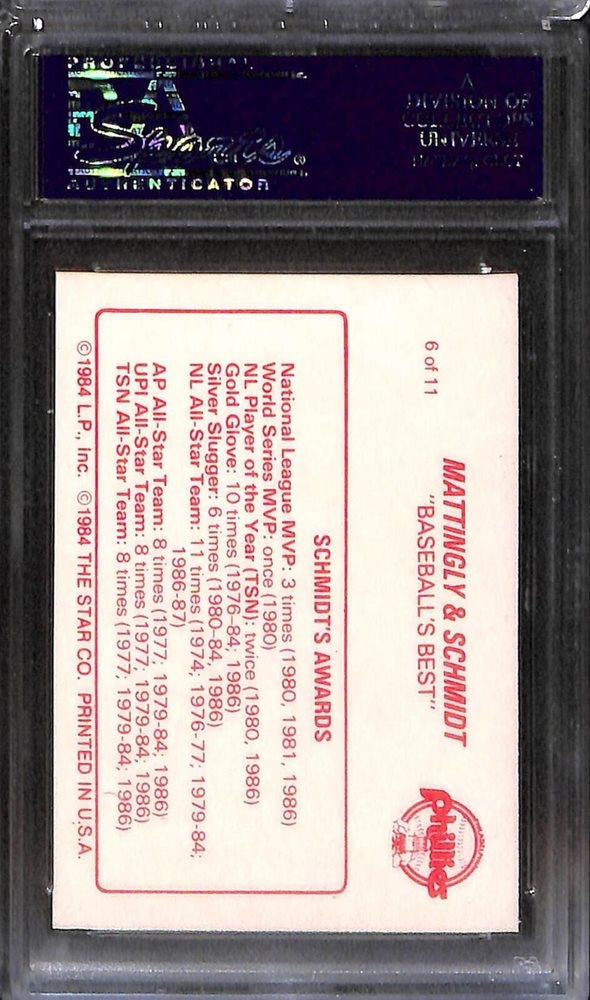 PROFESSIONAL
AUTHENTICATOR
DIVISION OF
UNIVERSE
6 of 11
MATTINGLY & SCHMIDT
"BASEBALL'S BEST"
Phillies
SCHMIDT'S AWARDS
National League MVP: 3 times (1980, 1981, 1986)
World Series MVP: once (1980)
NL Player of the Year (TSN): twice (1980, 1986)
Gold Glove: 10 times (1976-84; 1986)
Silver Slugger: 6 times (1980-84, 1986)
NL All-Star Team: 11 times (1974; 1976-77; 1979-84;
1986-87)
AP All-Star Team: 8 times (1977; 1979-84; 1986)
UPI All-Star Team: 8 times (1977; 1979-84; 1986)
TSN All-Star Team: 8 times (1977; 1979-84; 1986)
©1984 L.P., Inc. ©1984 THE STAR CO. PRINTED IN U.S.A.